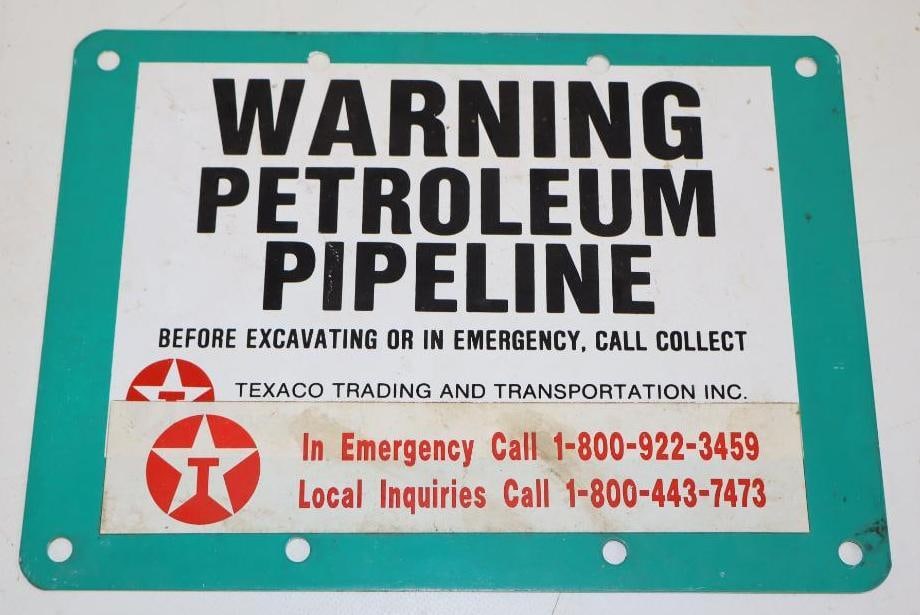 WARNING
PETROLEUM
PIPELINE
BEFORE EXCAVATING OR IN EMERGENCY, CALL COLLECT
TEXACO TRADING AND TRANSPORTATION INC.
T
In Emergency Call 1-800-922-3459
Local Inquiries Call 1-800-443-7473